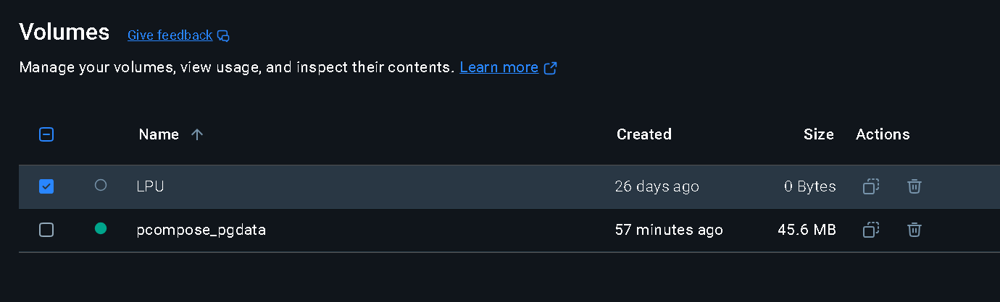 Volumes Give feedback
Manage your volumes, view usage, and inspect their contents. Learn more
Name Created Size Actions
LPU 26 days ago 0 Bytes
pcompose_pgdata 57 minutes ago 45.6 MB